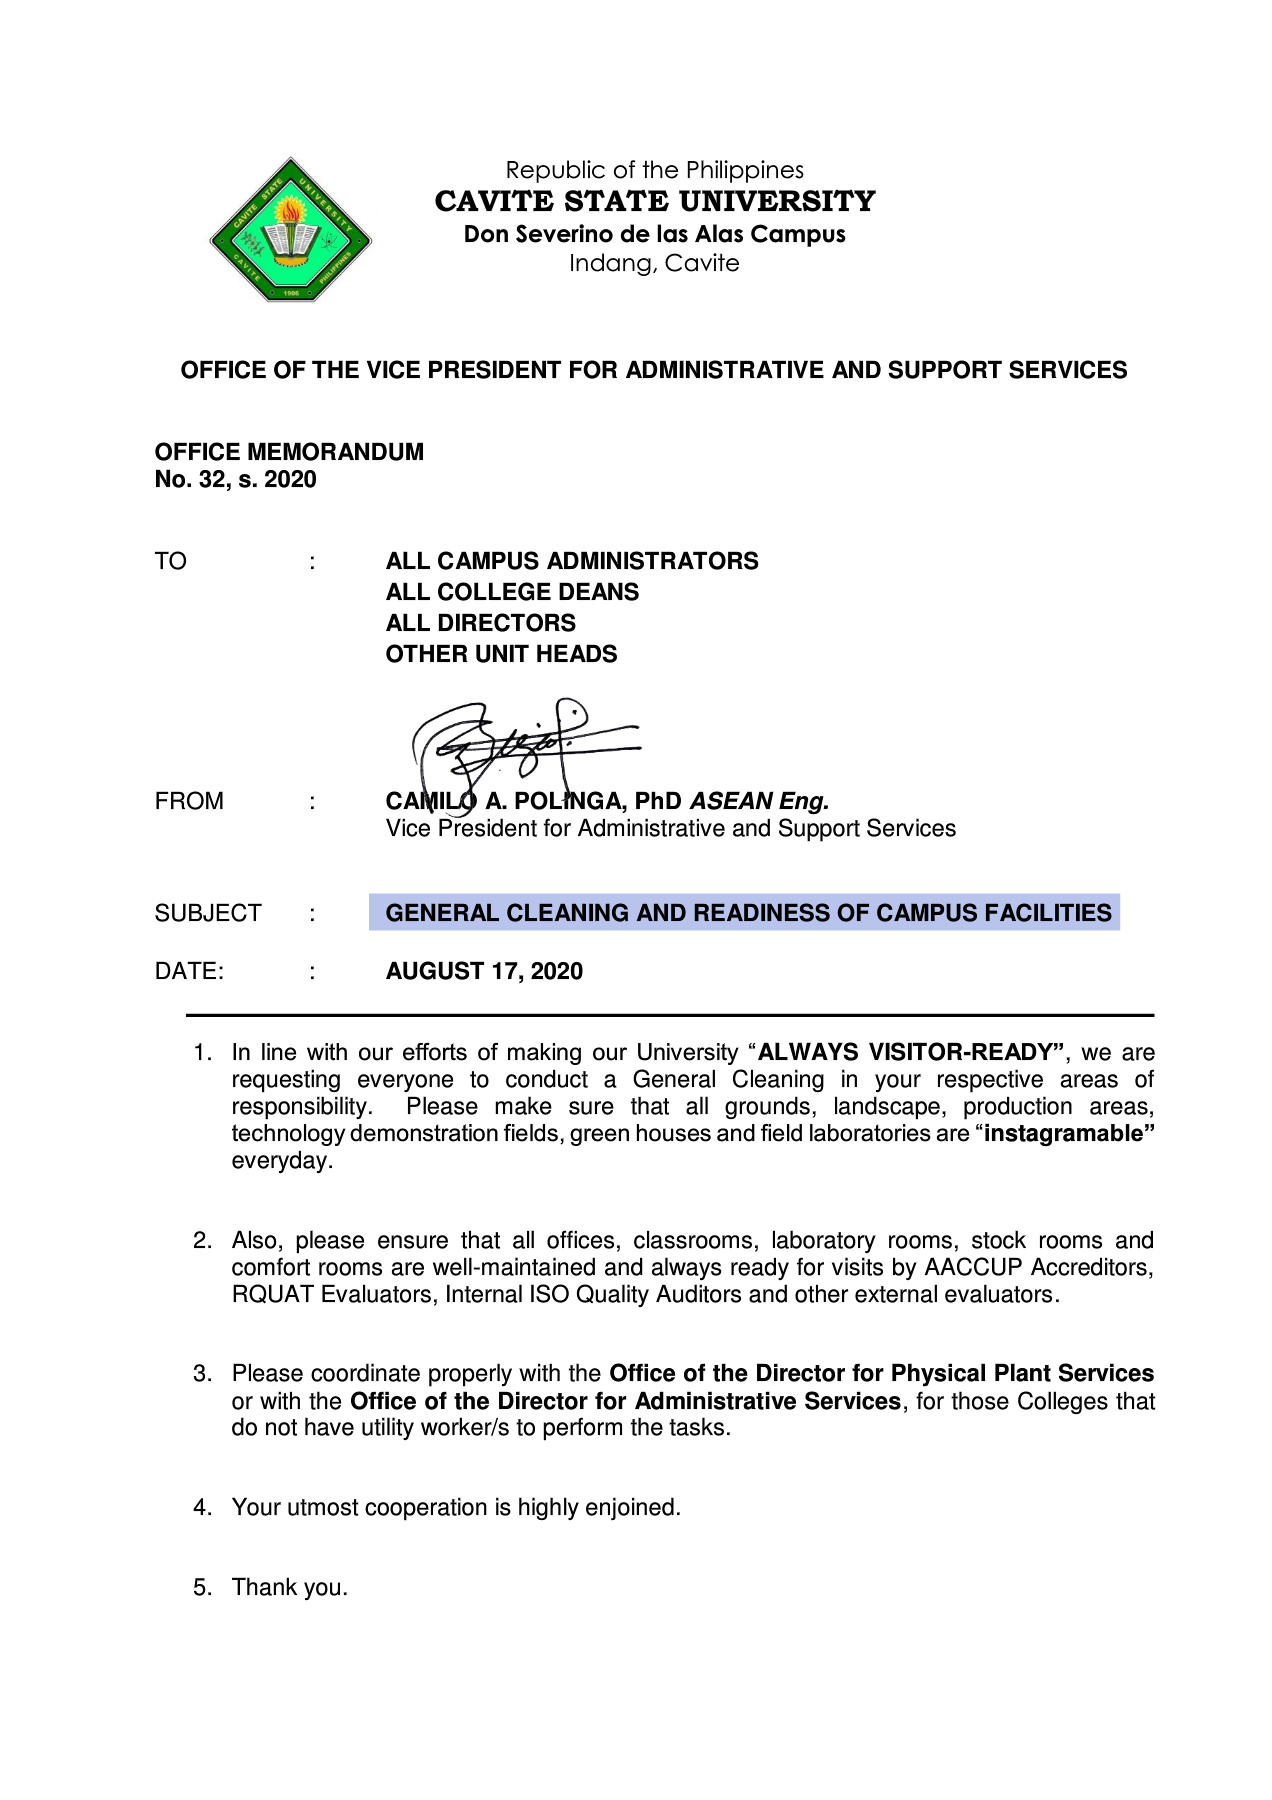 Republic of the Philippines
CAVITE STATE UNIVERSITY
Don Severino de las Alas Campus
Indang, Cavite
CAVITE STATE UNIVERSITY
CAVITE PHILIPPINES
1906
OFFICE OF THE VICE PRESIDENT FOR ADMINISTRATIVE AND SUPPORT SERVICES
OFFICE MEMORANDUM
No. 32, s. 2020
TO : ALL CAMPUS ADMINISTRATORS
ALL COLLEGE DEANS
ALL DIRECTORS
OTHER UNIT HEADS
FROM : CAMILO A. POLINGA, PhD ASEAN Eng.
Vice President for Administrative and Support Services
SUBJECT : GENERAL CLEANING AND READINESS OF CAMPUS FACILITIES
DATE: : AUGUST 17, 2020
1. In line with our efforts of making our University “ALWAYS VISITOR-READY”, we are
requesting everyone to conduct a General Cleaning in your respective areas of
responsibility. Please make sure that all grounds, landscape, production areas,
technology demonstration fields, green houses and field laboratories are “instagramable”
everyday.
2. Also, please ensure that all offices, classrooms, laboratory rooms, stock rooms and
comfort rooms are well-maintained and always ready for visits by AACCUP Accreditors,
RQUAT Evaluators, Internal ISO Quality Auditors and other external evaluators.
3. Please coordinate properly with the Office of the Director for Physical Plant Services
or with the Office of the Director for Administrative Services, for those Colleges that
do not have utility worker/s to perform the tasks.
4. Your utmost cooperation is highly enjoined.
5. Thank you.